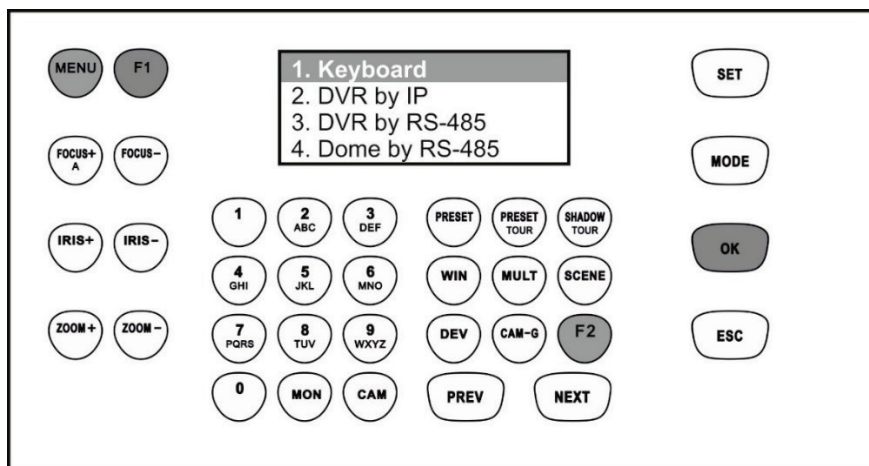 MENU
F1
1. Keyboard
2. DVR by IP
3. DVR by RS-485
4. Dome by RS-485
SET
FOCUS+
A
FOCUS-
MODE
1
2
ABC
3
DEF
PRESET
PRESET
TOUR
SHADOW
TOUR
IRIS+
IRIS-
OK
4
GHI
5
JKL
6
MNO
WIN
MULT
SCENE
ZOOM+
ZOOM-
7
PQRS
8
TUV
9
WXYZ
DEV
CAM-G
F2
ESC
0
MON
CAM
PREV
NEXT